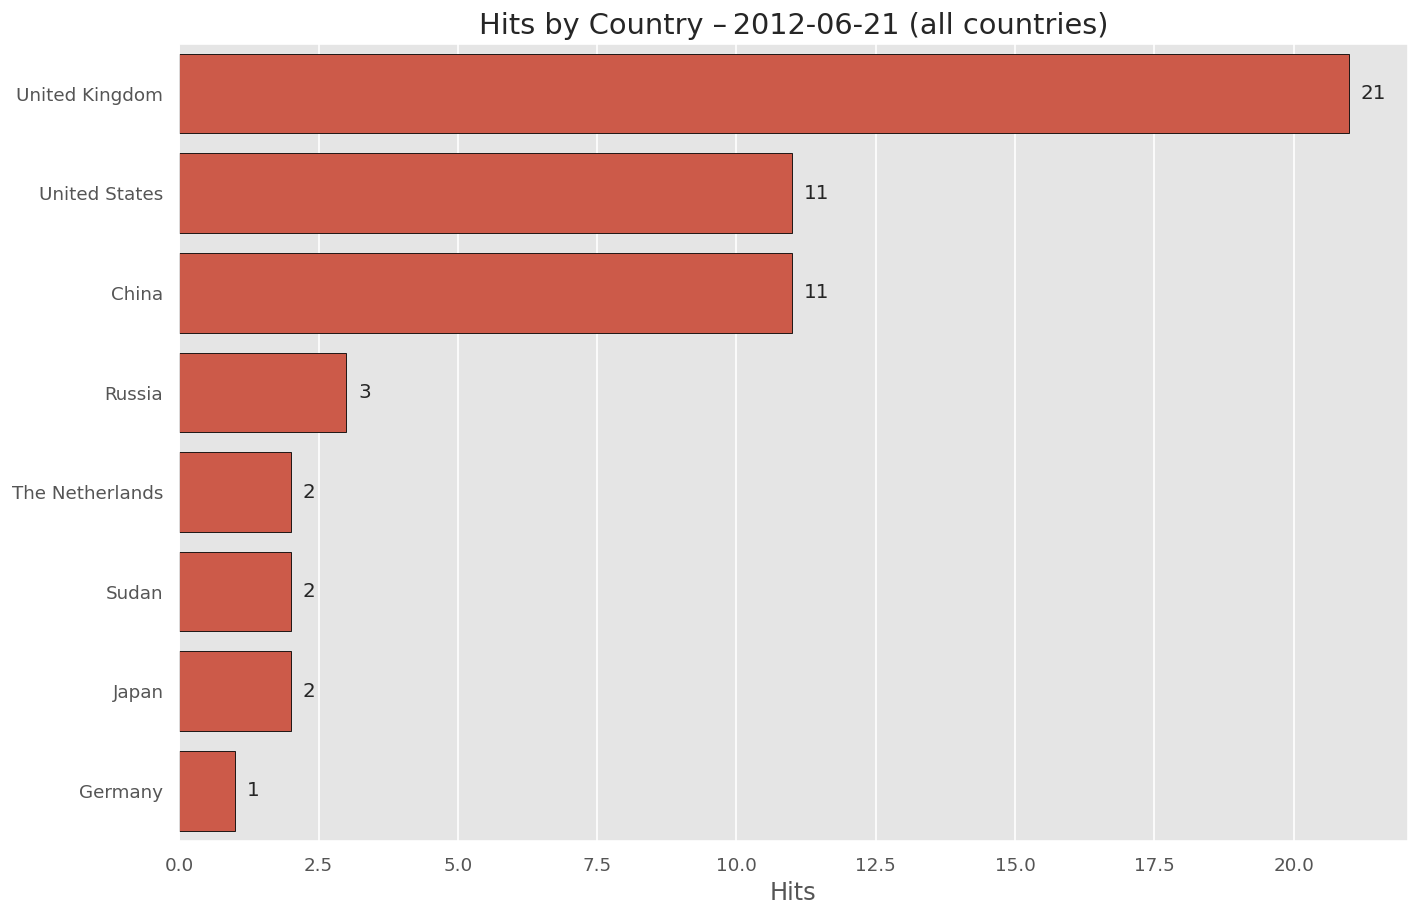 Hits by Country – 2012-06-21 (all countries)
United Kingdom 21
United States 11
China 11
Russia 3
The Netherlands 2
Sudan 2
Japan 2
Germany 1
0.0 2.5 5.0 7.5 10.0 12.5 15.0 17.5 20.0
Hits